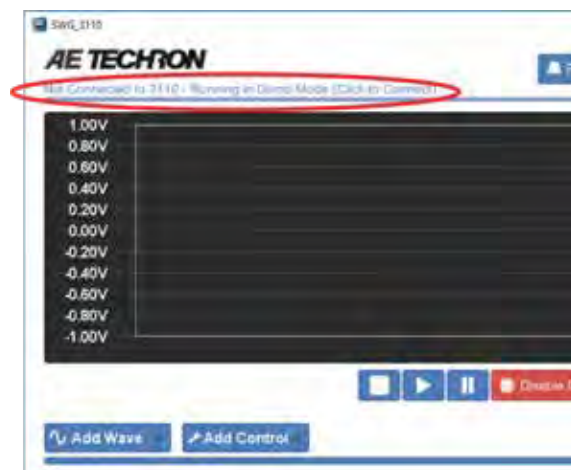 SWG_3110
AE TECHRON
Not Connected to 3110 - Running in Demo Mode (Click to Connect)
1.00V
0.80V
0.60V
0.40V
0.20V
0.00V
-0.20V
-0.40V
-0.60V
-0.80V
-1.00V
Add Wave
Add Control